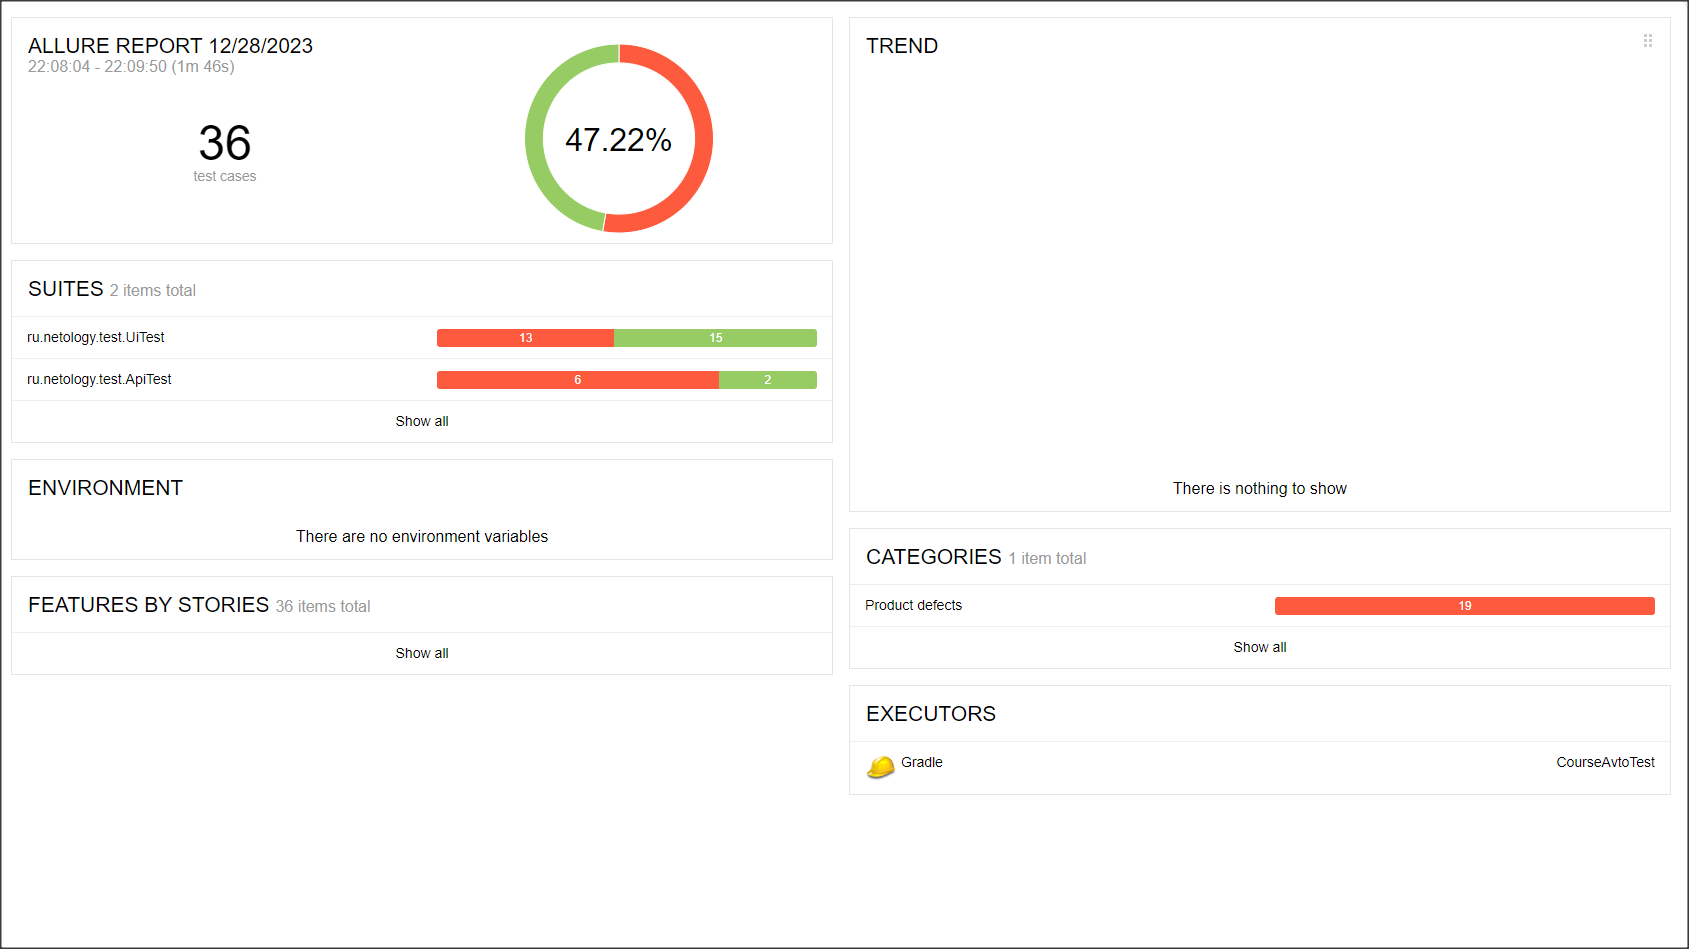 ALLURE REPORT 12/28/2023
22:08:04 - 22:09:50 (1m 46s)
36
test cases
47.22%
SUITES 2 items total
ru.netology.test.UiTest 13 15
ru.netology.test.ApiTest 6 2
Show all
ENVIRONMENT
There are no environment variables
FEATURES BY STORIES 36 items total
Show all
TREND
There is nothing to show
CATEGORIES 1 item total
Product defects 19
Show all
EXECUTORS
Gradle CourseAvtoTest